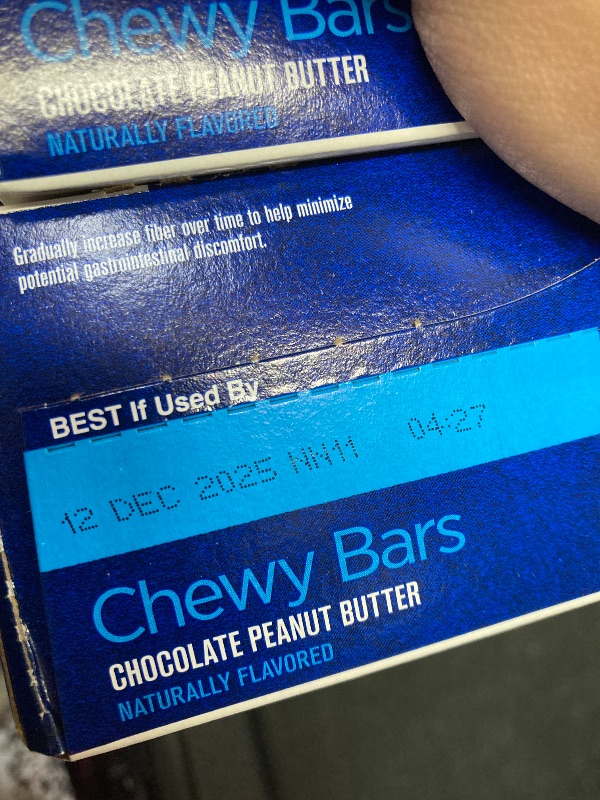 Chewy Bars
CHOCOLATE PEANUT BUTTER
NATURALLY FLAVORED
Gradually increase fiber over time to help minimize
potential gastrointestinal discomfort.
BEST If Used By
12 DEC 2025 NN11 04:27
Chewy Bars
CHOCOLATE PEANUT BUTTER
NATURALLY FLAVORED